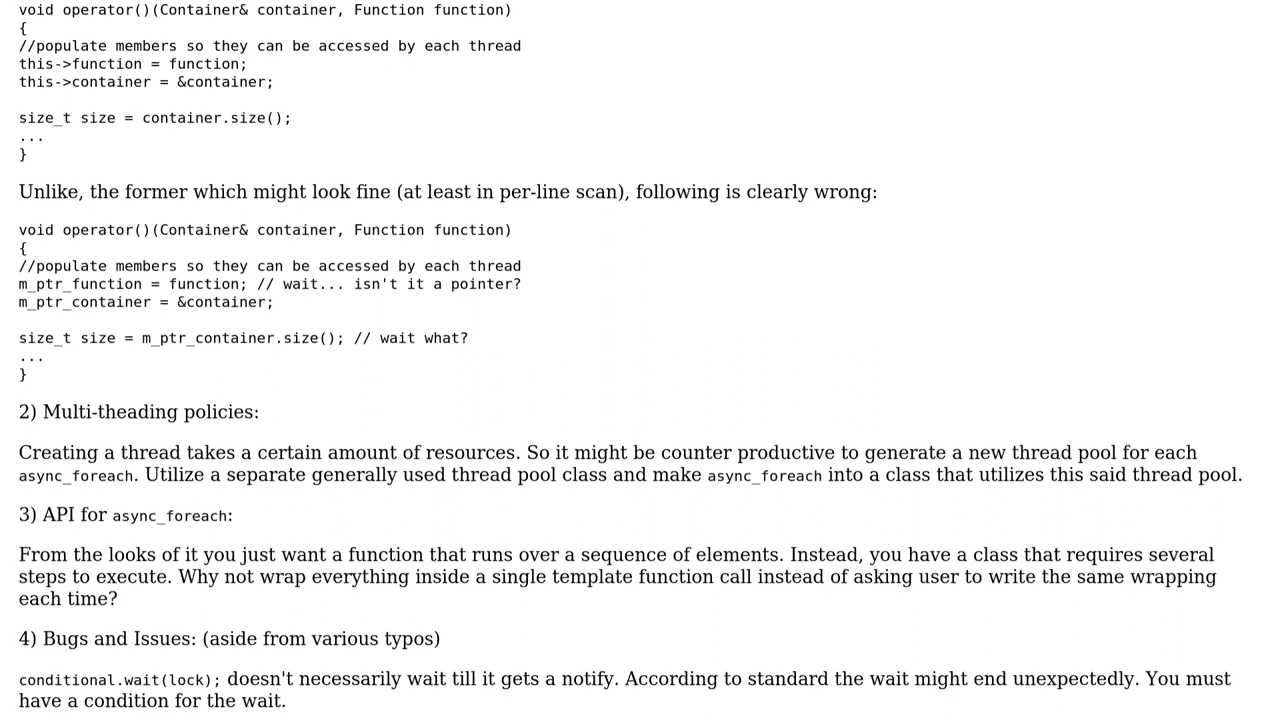 void operator()(Container& container, Function function)
{
//populate members so they can be accessed by each thread
this->function = function;
this->container = &container;
size_t size = container.size();
...
}
Unlike, the former which might look fine (at least in per-line scan), following is clearly wrong:
void operator()(Container& container, Function function)
{
//populate members so they can be accessed by each thread
m_ptr_function = function; // wait... isn't it a pointer?
m_ptr_container = &container;
size_t size = m_ptr_container.size(); // wait what?
...
}
2) Multi-theading policies:
Creating a thread takes a certain amount of resources. So it might be counter productive to generate a new thread pool for each
async_foreach. Utilize a separate generally used thread pool class and make async_foreach into a class that utilizes this said thread pool.
3) API for async_foreach:
From the looks of it you just want a function that runs over a sequence of elements. Instead, you have a class that requires several
steps to execute. Why not wrap everything inside a single template function call instead of asking user to write the same wrapping
each time?
4) Bugs and Issues: (aside from various typos)
conditional.wait(lock); doesn't necessarily wait till it gets a notify. According to standard the wait might end unexpectedly. You must
have a condition for the wait.